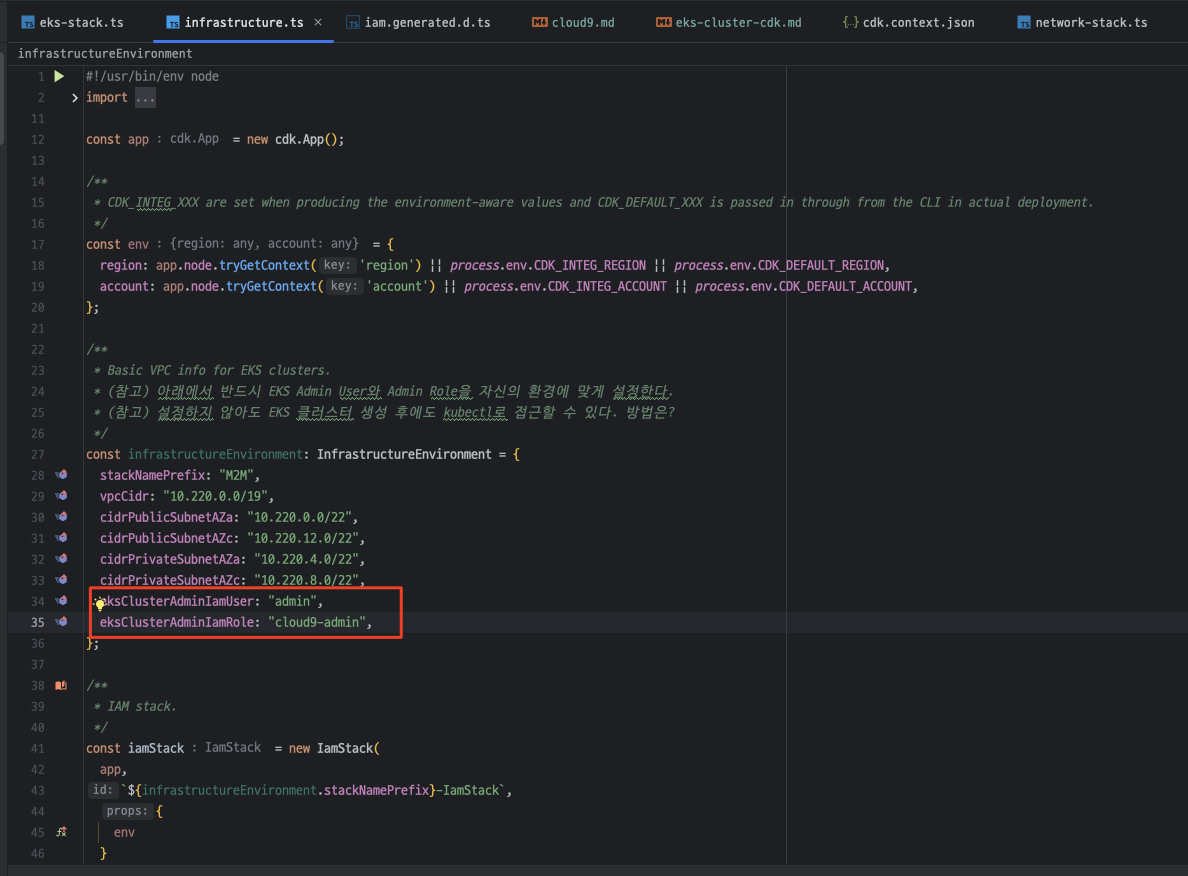 eks-stack.ts infrastructure.ts × iam.generated.d.ts cloud9.md eks-cluster-cdk.md cdk.context.json network-stack.ts
infrastructureEnvironment
1 #!/usr/bin/env node
2 import ...
11
12 const app : cdk.App = new cdk.App();
13
14 /**
15 * CDK_INTEG_XXX are set when producing the environment-aware values and CDK_DEFAULT_XXX is passed in through from the CLI in actual deployment.
16 */
17 const env : {region: any, account: any} = {
18 region: app.node.tryGetContext( key: 'region') || process.env.CDK_INTEG_REGION || process.env.CDK_DEFAULT_REGION,
19 account: app.node.tryGetContext( key: 'account') || process.env.CDK_INTEG_ACCOUNT || process.env.CDK_DEFAULT_ACCOUNT,
20 };
21
22 /**
23 * Basic VPC info for EKS clusters.
24 * (참고) 아래에서 반드시 EKS Admin User와 Admin Role을 자신의 환경에 맞게 설정한다.
25 * (참고) 설정하지 않아도 EKS 클러스터 생성 후에도 kubectl로 접근할 수 있다. 방법은?
26 */
27 const infrastructureEnvironment: InfrastructureEnvironment = {
28 stackNamePrefix: "M2M",
29 vpcCidr: "10.220.0.0/19",
30 cidrPublicSubnetAZa: "10.220.0.0/22",
31 cidrPublicSubnetAZc: "10.220.12.0/22",
32 cidrPrivateSubnetAZa: "10.220.4.0/22",
33 cidrPrivateSubnetAZc: "10.220.8.0/22",
34 eksClusterAdminIamUser: "admin",
35 eksClusterAdminIamRole: "cloud9-admin",
36 };
37
38 /**
39 * IAM stack.
40 */
41 const iamStack : IamStack = new IamStack(
42 app,
43 id: `${infrastructureEnvironment.stackNamePrefix}-IamStack`,
44 props: {
45 env
46 }